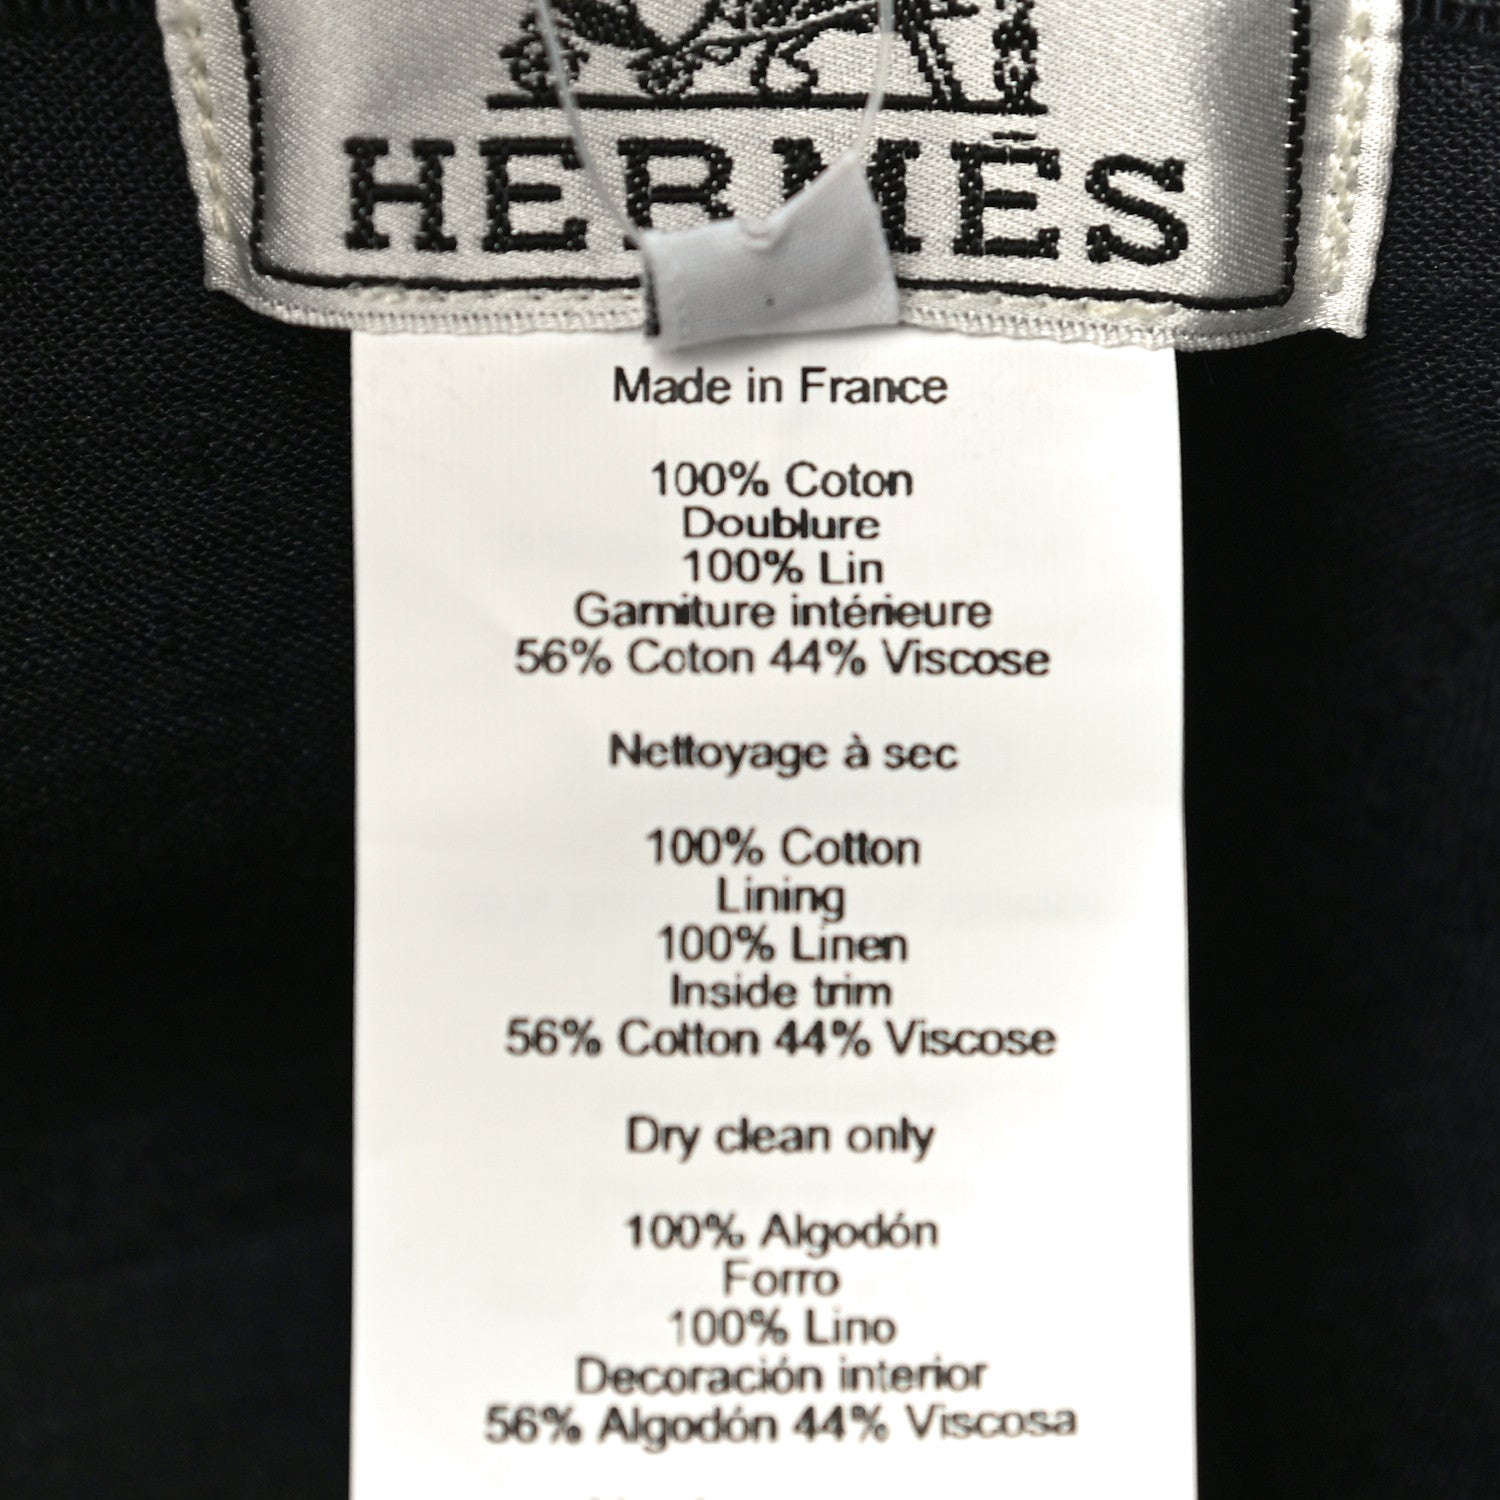 HERMÈS
Made in France
100% Coton
Doublure
100% Lin
Garniture intérieure
56% Coton 44% Viscose
Nettoyage à sec
100% Cotton
Lining
100% Linen
Inside trim
56% Cotton 44% Viscose
Dry clean only
100% Algodón
Forro
100% Lino
Decoración interior
56% Algodón 44% Viscosa